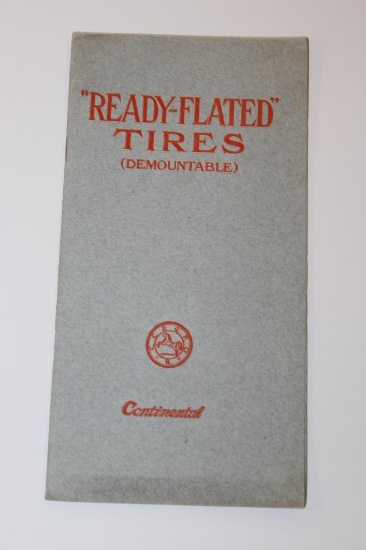 "READY-FLATED"
TIRES
(DEMOUNTABLE)
Continental